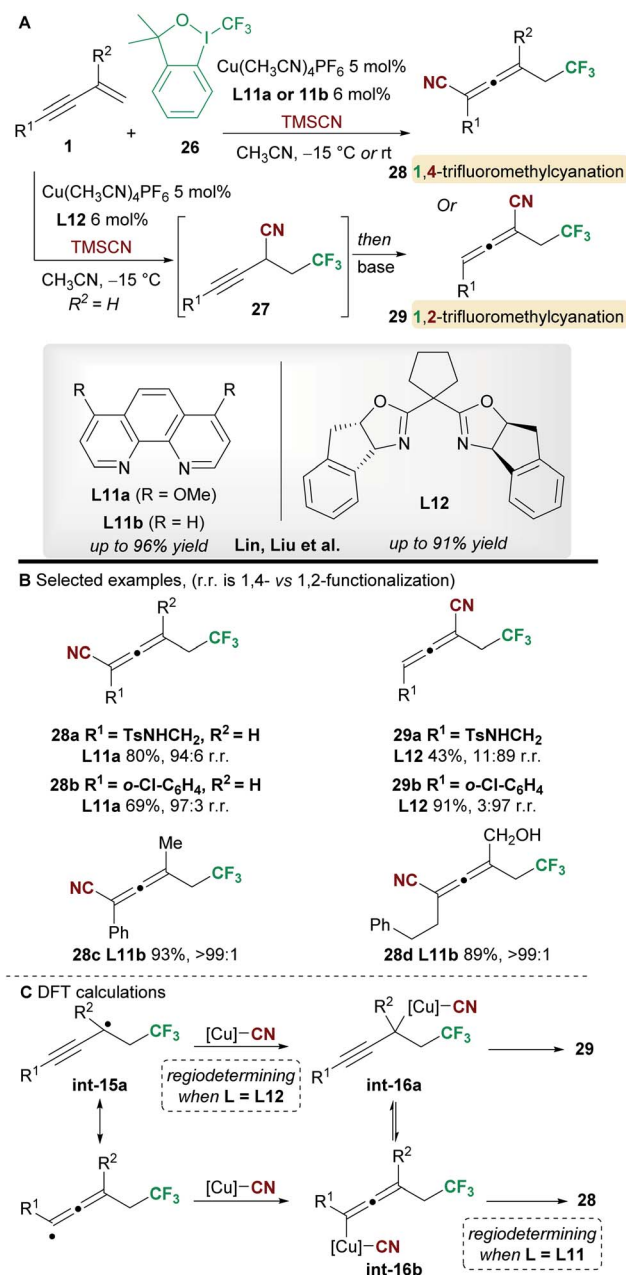 A
O
I
CF3
R2
R1
1
+
26
Cu(CH3CN)4PF6 5 mol%
L11a or 11b 6 mol%
TMSCN
CH3CN, –15 °C or rt
R2
NC
CF3
R1
28 1,4-trifluoromethylcyanation
Or
Cu(CH3CN)4PF6 5 mol%
L12 6 mol%
TMSCN
CH3CN, –15 °C
R2 = H
CN
CF3
R1
27
then
base
CN
CF3
R1
29 1,2-trifluoromethylcyanation
R
R
N
N
L11a (R = OMe)
L11b (R = H)
up to 96% yield
Lin, Liu et al.
O
O
N
N
L12
up to 91% yield
B Selected examples, (r.r. is 1,4- vs 1,2-functionalization)
R2
NC
CF3
R1
28a R1 = TsNHCH2, R2 = H
L11a 80%, 94:6 r.r.
28b R1 = o-Cl-C6H4, R2 = H
L11a 69%, 97:3 r.r.
CN
CF3
R1
29a R1 = TsNHCH2
L12 43%, 11:89 r.r.
29b R1 = o-Cl-C6H4
L12 91%, 3:97 r.r.
Me
NC
CF3
Ph
28c L11b 93%, >99:1
CH2OH
NC
CF3
Ph
28d L11b 89%, >99:1
C DFT calculations
R2
CF3
R1
int-15a
[Cu]–CN
regiodetermining
when L = L12
R2
[Cu]–CN
CF3
R1
int-16a
29
R2
R1
CF3
[Cu]–CN
R2
R1
CF3
[Cu]–CN
int-16b
28
regiodetermining
when L = L11